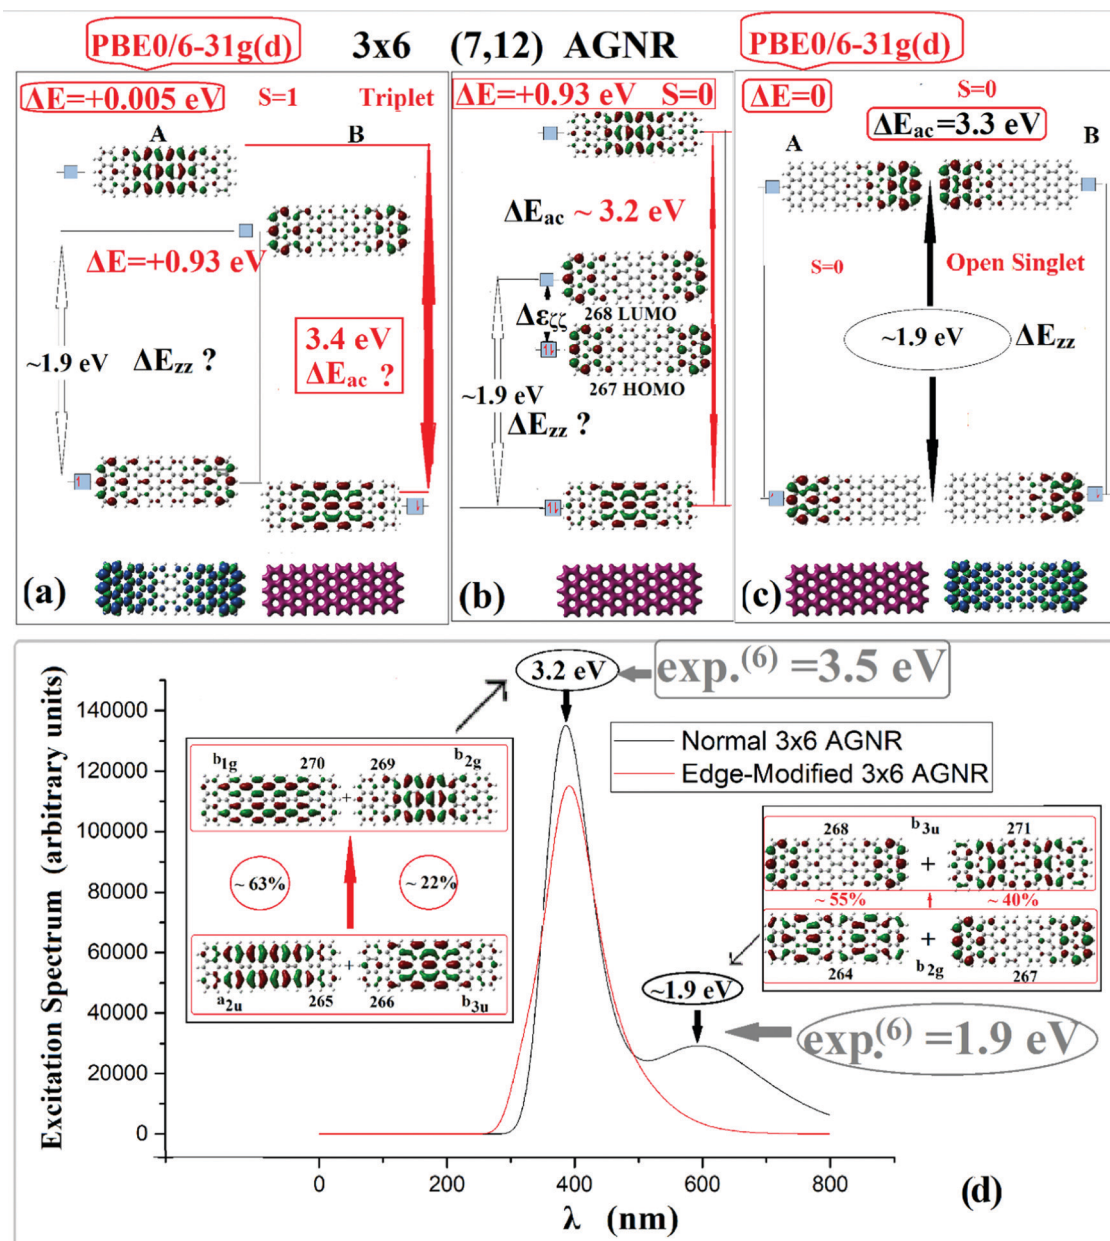 PBE0/6-31g(d)
3x6 (7,12) AGNR
PBE0/6-31g(d)
ΔE=+0.005 eV
S=1
Triplet
A
B
ΔE=+0.93 eV
3.4 eV
ΔEac ?
~1.9 eV
ΔEzz ?
(a)
ΔE=+0.93 eV S=0
ΔEac ~ 3.2 eV
268 LUMO
Δεζζ
267 HOMO
~1.9 eV
ΔEzz ?
(b)
ΔE=0
S=0
ΔEac =3.3 eV
A
B
S=0
Open Singlet
~1.9 eV
ΔEzz
(c)
Excitation Spectrum (arbitrary units)
140000
120000
100000
80000
60000
40000
20000
0
0
200
400
600
800
λ (nm)
3.2 eV
exp.(6) =3.5 eV
Normal 3x6 AGNR
Edge-Modified 3x6 AGNR
b1g 270 269 b2g
+
~ 63%
~ 22%
+
a2u 265 266 b3u
268 b3u 271
+
~ 55% ~ 40%
+
264 b2g 267
~1.9 eV
exp.(6) =1.9 eV
(d)